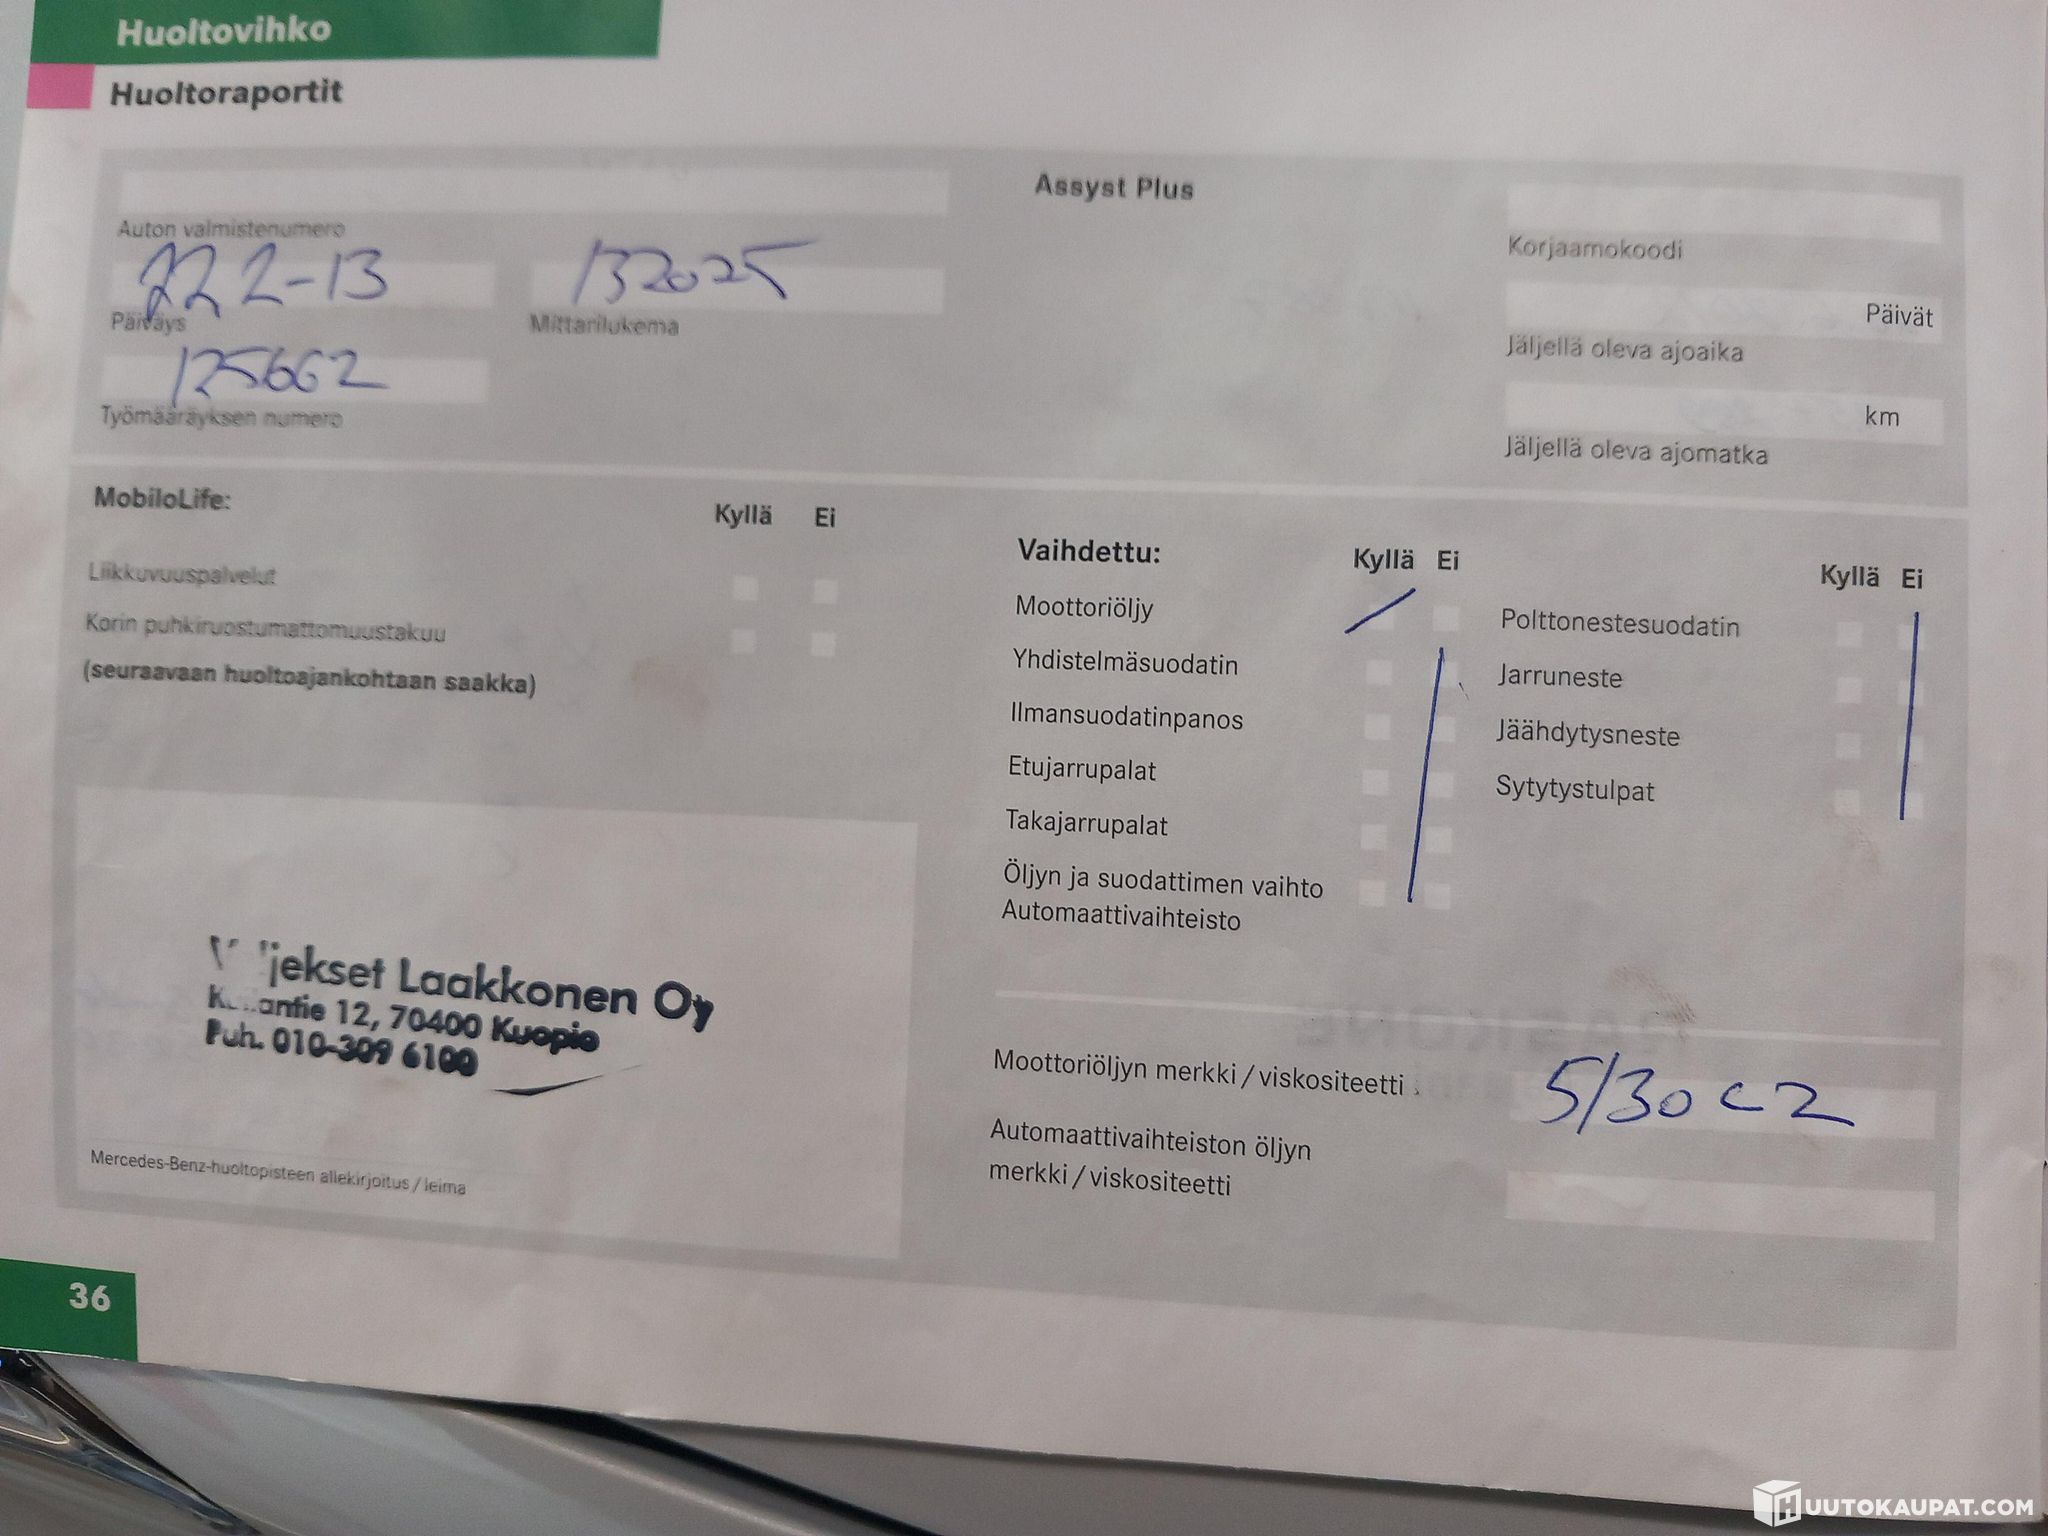 Huoltovihko
Huoltoraportit
Auton valmistenumero
22 2-13
Päiväys
132025
Mittarilukema
125662
Työmääräyksen numero
Assyst Plus
Korjaamokoodi
Päivät
Jäljellä oleva ajoaika
km
Jäljellä oleva ajomatka
MobiloLife:
Kyllä Ei
Liikkuvuuspalvelut
Korin puhkiruostumattomuustakuu
(seuraavaan huoltoajankohtaan saakka)
Laakkonen Oy
12, 70400 Kuopio
Puh. 010-309 6100
Mercedes-Benz-huoltopisteen allekirjoitus / leima
Vaihdettu:
Kyllä Ei
Moottoriöljy
Yhdistelmäsuodatin
Ilmansuodatinpanos
Etujarrupalat
Takajarrupalat
Öljyn ja suodattimen vaihto
Automaattivaihteisto
Kyllä Ei
Polttonestesuodatin
Jarruneste
Jäähdytysneste
Sytytystulpat
Moottoriöljyn merkki / viskositeetti
5/30 C2
Automaattivaihteiston öljyn
merkki / viskositeetti
36
HUUTOKAUPAT.COM